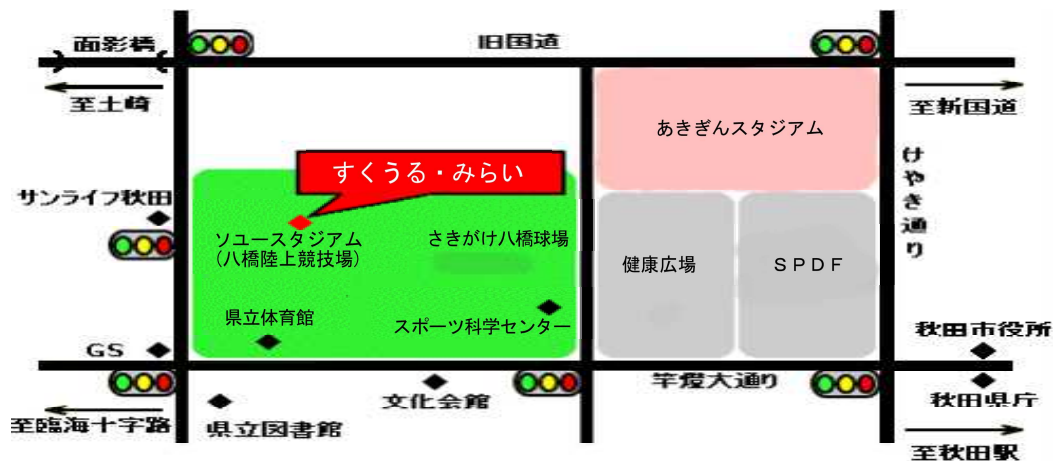 面影橋
旧国道
至土崎
至新国道
あきぎんスタジアム
すくうる・みらい
けやき通り
サンライフ秋田
ソユースタジアム
(八橋陸上競技場)
さきがけ八橋球場
健康広場
SPDF
県立体育館
スポーツ科学センター
秋田市役所
GS
竿燈大通り
文化会館
秋田県庁
至臨海十字路
県立図書館
至秋田駅